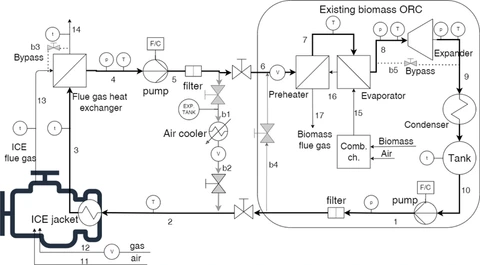 Existing biomass ORC
14
t
b3
Bypass
p
T
F/C
4
5
pump
filter
6
V
7
T
8
p
T
p
T
Expander
b5
Bypass
9
Flue gas heat
exchanger
13
EXP.
TANK
b1
Preheater
16
Evaporator
17
15
Condenser
Air cooler
Biomass
flue gas
Comb.
ch.
Biomass
Air
t
Tank
ICE
flue gas
t
t
3
V
b2
b4
10
ICE jacket
T
2
filter
pump
F/C
p
1
12
V
gas
11
air